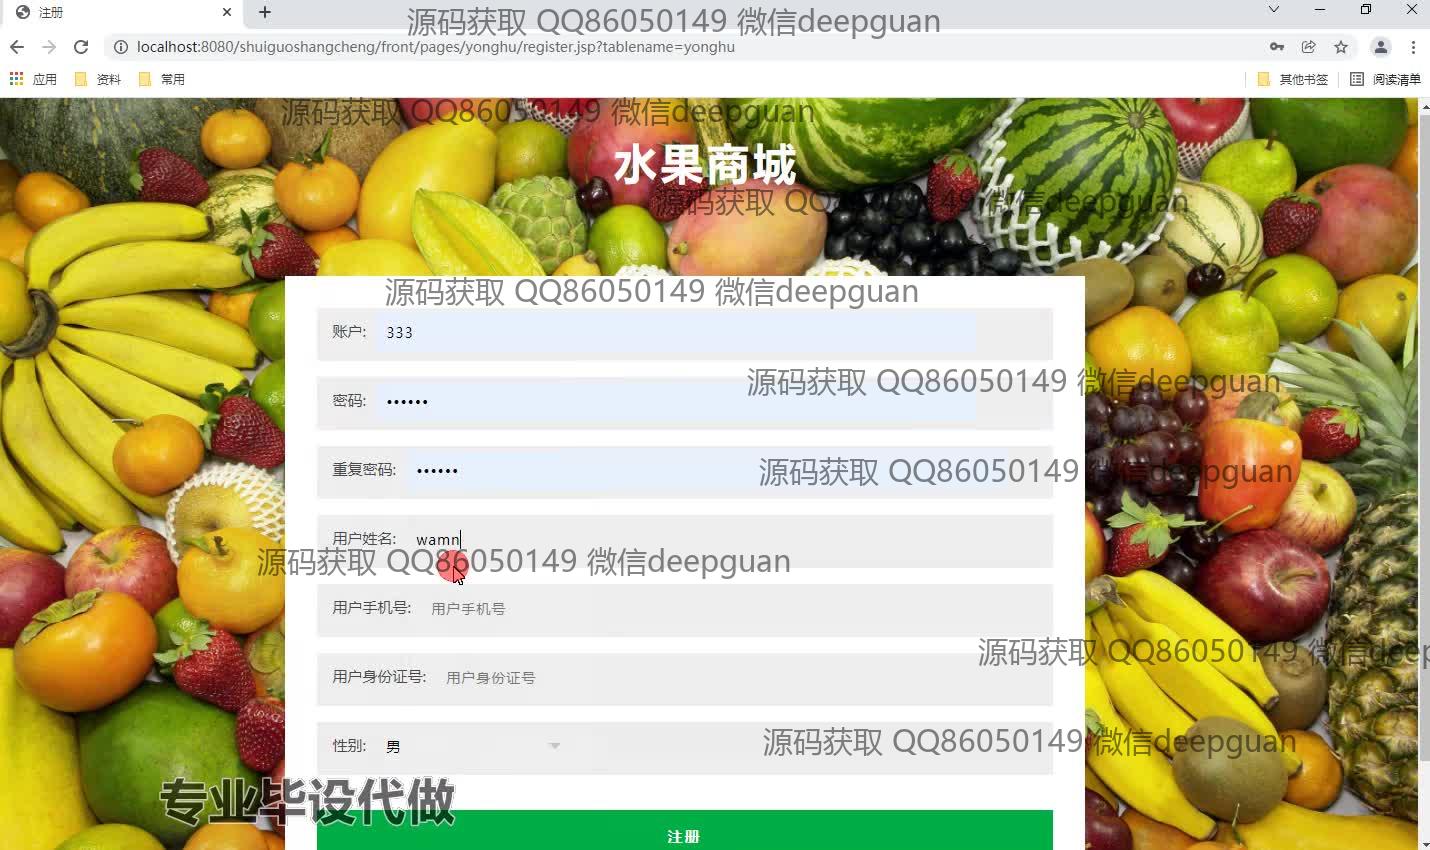 注册
源码获取 QQ86050149 微信deepguan
localhost:8080/shuiguoshangcheng/front/pages/yonghu/register.jsp?tablename=yonghu
应用 资料 常用 其他书签 阅读清单
源码获取 QQ86050149 微信deepguan
水果商城
源码获取 QQ86050149 微信deepguan
源码获取 QQ86050149 微信deepguan
账户: 333
源码获取 QQ86050149 微信deepguan
密码: ••••••
重复密码: ••••••
源码获取 QQ86050149 微信deepguan
用户姓名: wamn
源码获取 QQ86050149 微信deepguan
用户手机号: 用户手机号
源码获取 QQ86050149 微信deep
用户身份证号: 用户身份证号
性别: 男
源码获取 QQ86050149 微信deepguan
专业毕设代做
注册